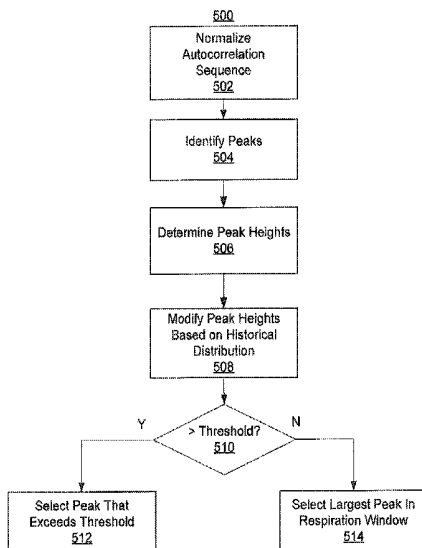 500
Normalize
Autocorrelation
Sequence
502
Identify Peaks
504
Determine Peak Heights
506
Modify Peak Heights
Based on Historical
Distribution
508
Y
> Threshold?
N
510
Select Peak That
Exceeds Threshold
512
Select Largest Peak In
Respiration Window
514